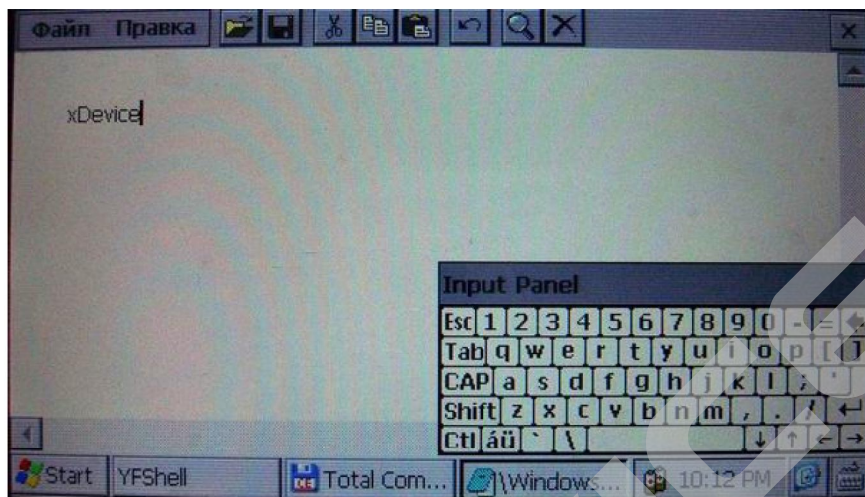 Файл Правка
xDevice
Input Panel
Esc 1 2 3 4 5 6 7 8 9 0 - =
Tab q w e r t y u i o p [ ]
CAP a s d f g h j k l ; '
Shift z x c v b n m , . /
Ctl áü ` \
Start YFShell Total Com... \Windows... 10:12 PM